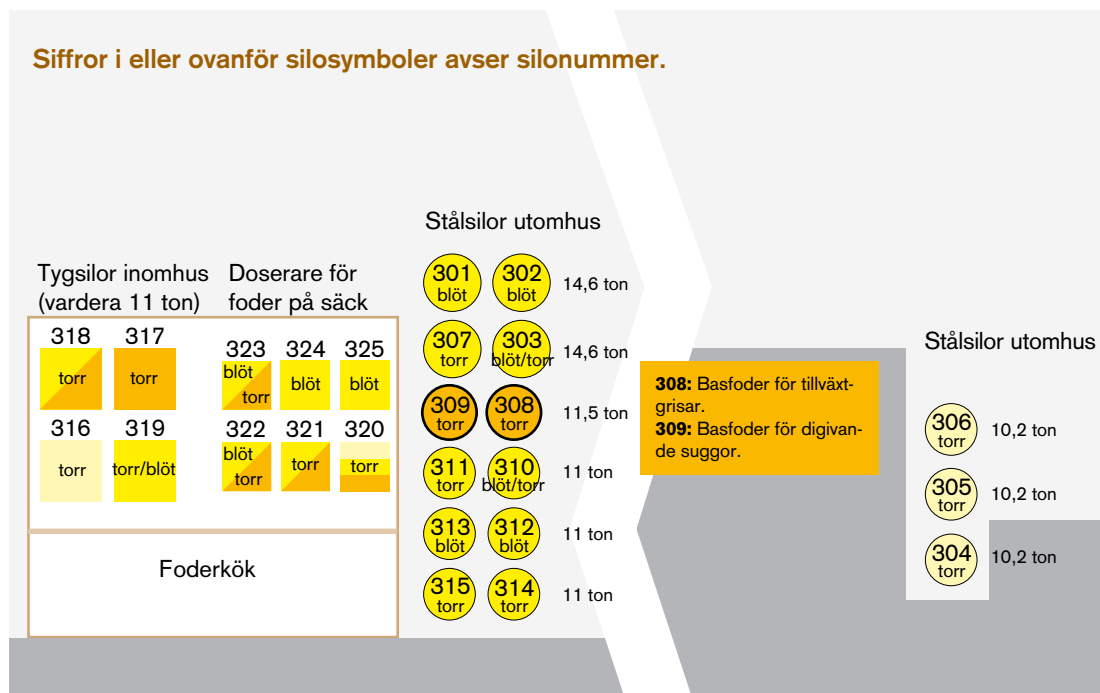 Siffror i eller ovanför silosymboler avser silonummer.
Stålsilor utomhus
301
blöt
302
blöt
14,6 ton
307
torr
303
blöt/torr
14,6 ton
309
torr
308
torr
11,5 ton
311
torr
310
blöt/torr
11 ton
313
blöt
312
blöt
11 ton
315
torr
314
torr
11 ton
Tygsilor inomhus
(vardera 11 ton)
318
torr
317
torr
316
torr
319
torr/blöt
Doserare för
foder på säck
323
blöt
torr
324
blöt
325
blöt
322
blöt
torr
321
torr
320
torr
Foderkök
308: Basfoder för tillväxt-
grisar.
309: Basfoder för digivan-
de suggor.
Stålsilor utomhus
306
torr
10,2 ton
305
torr
10,2 ton
304
torr
10,2 ton